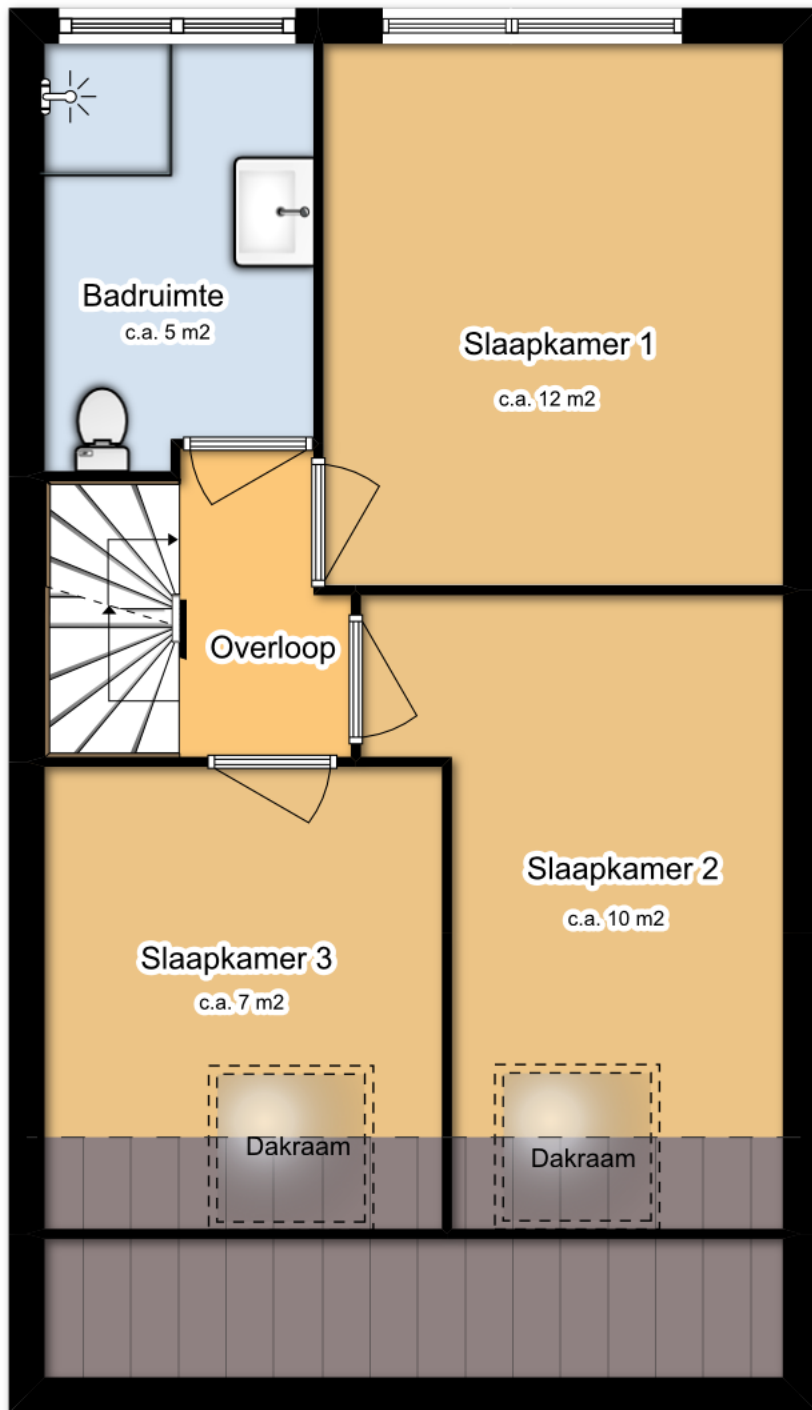 Badruimte
c.a. 5 m2
Slaapkamer 1
c.a. 12 m2
Overloop
Slaapkamer 2
c.a. 10 m2
Slaapkamer 3
c.a. 7 m2
Dakraam
Dakraam